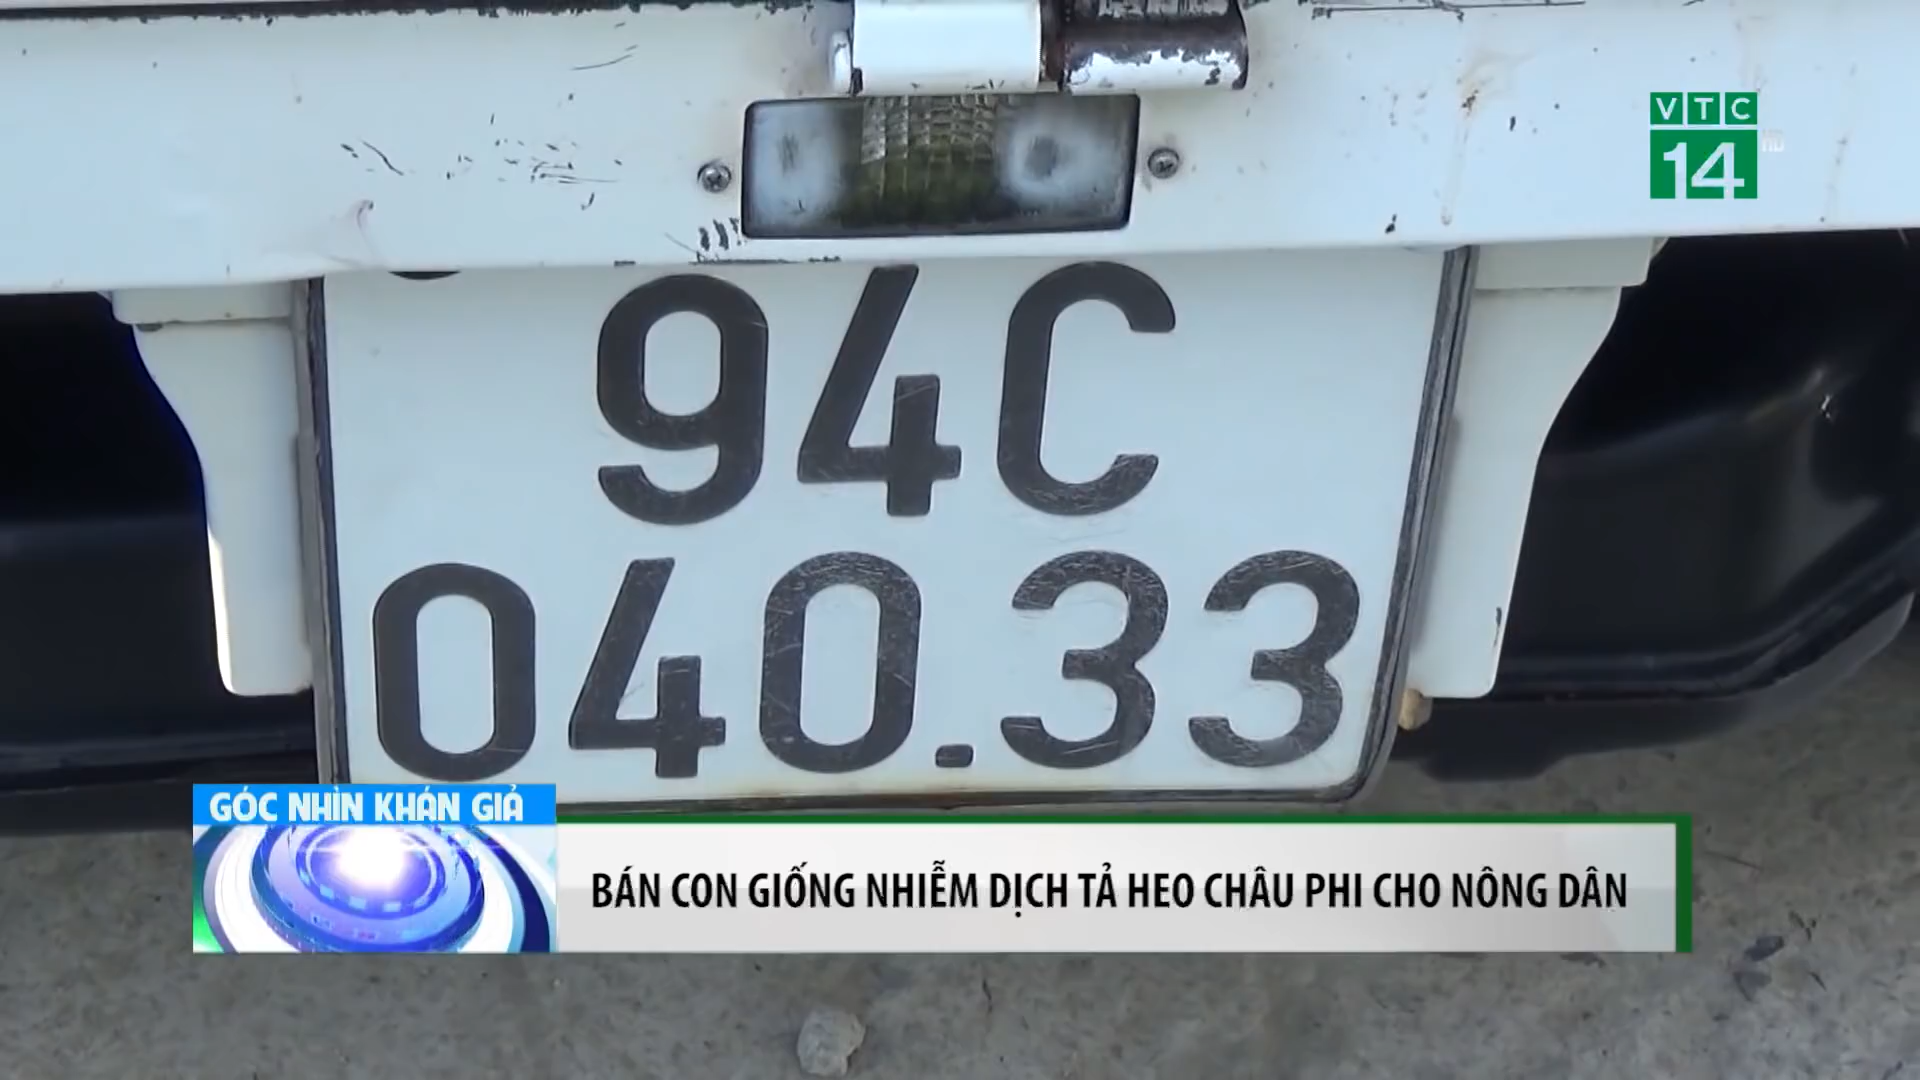 VTC
14
HD
94C
040.33
GÓC NHÌN KHÁN GIẢ
BÁN CON GIỐNG NHIỄM DỊCH TẢ HEO CHÂU PHI CHO NÔNG DÂN